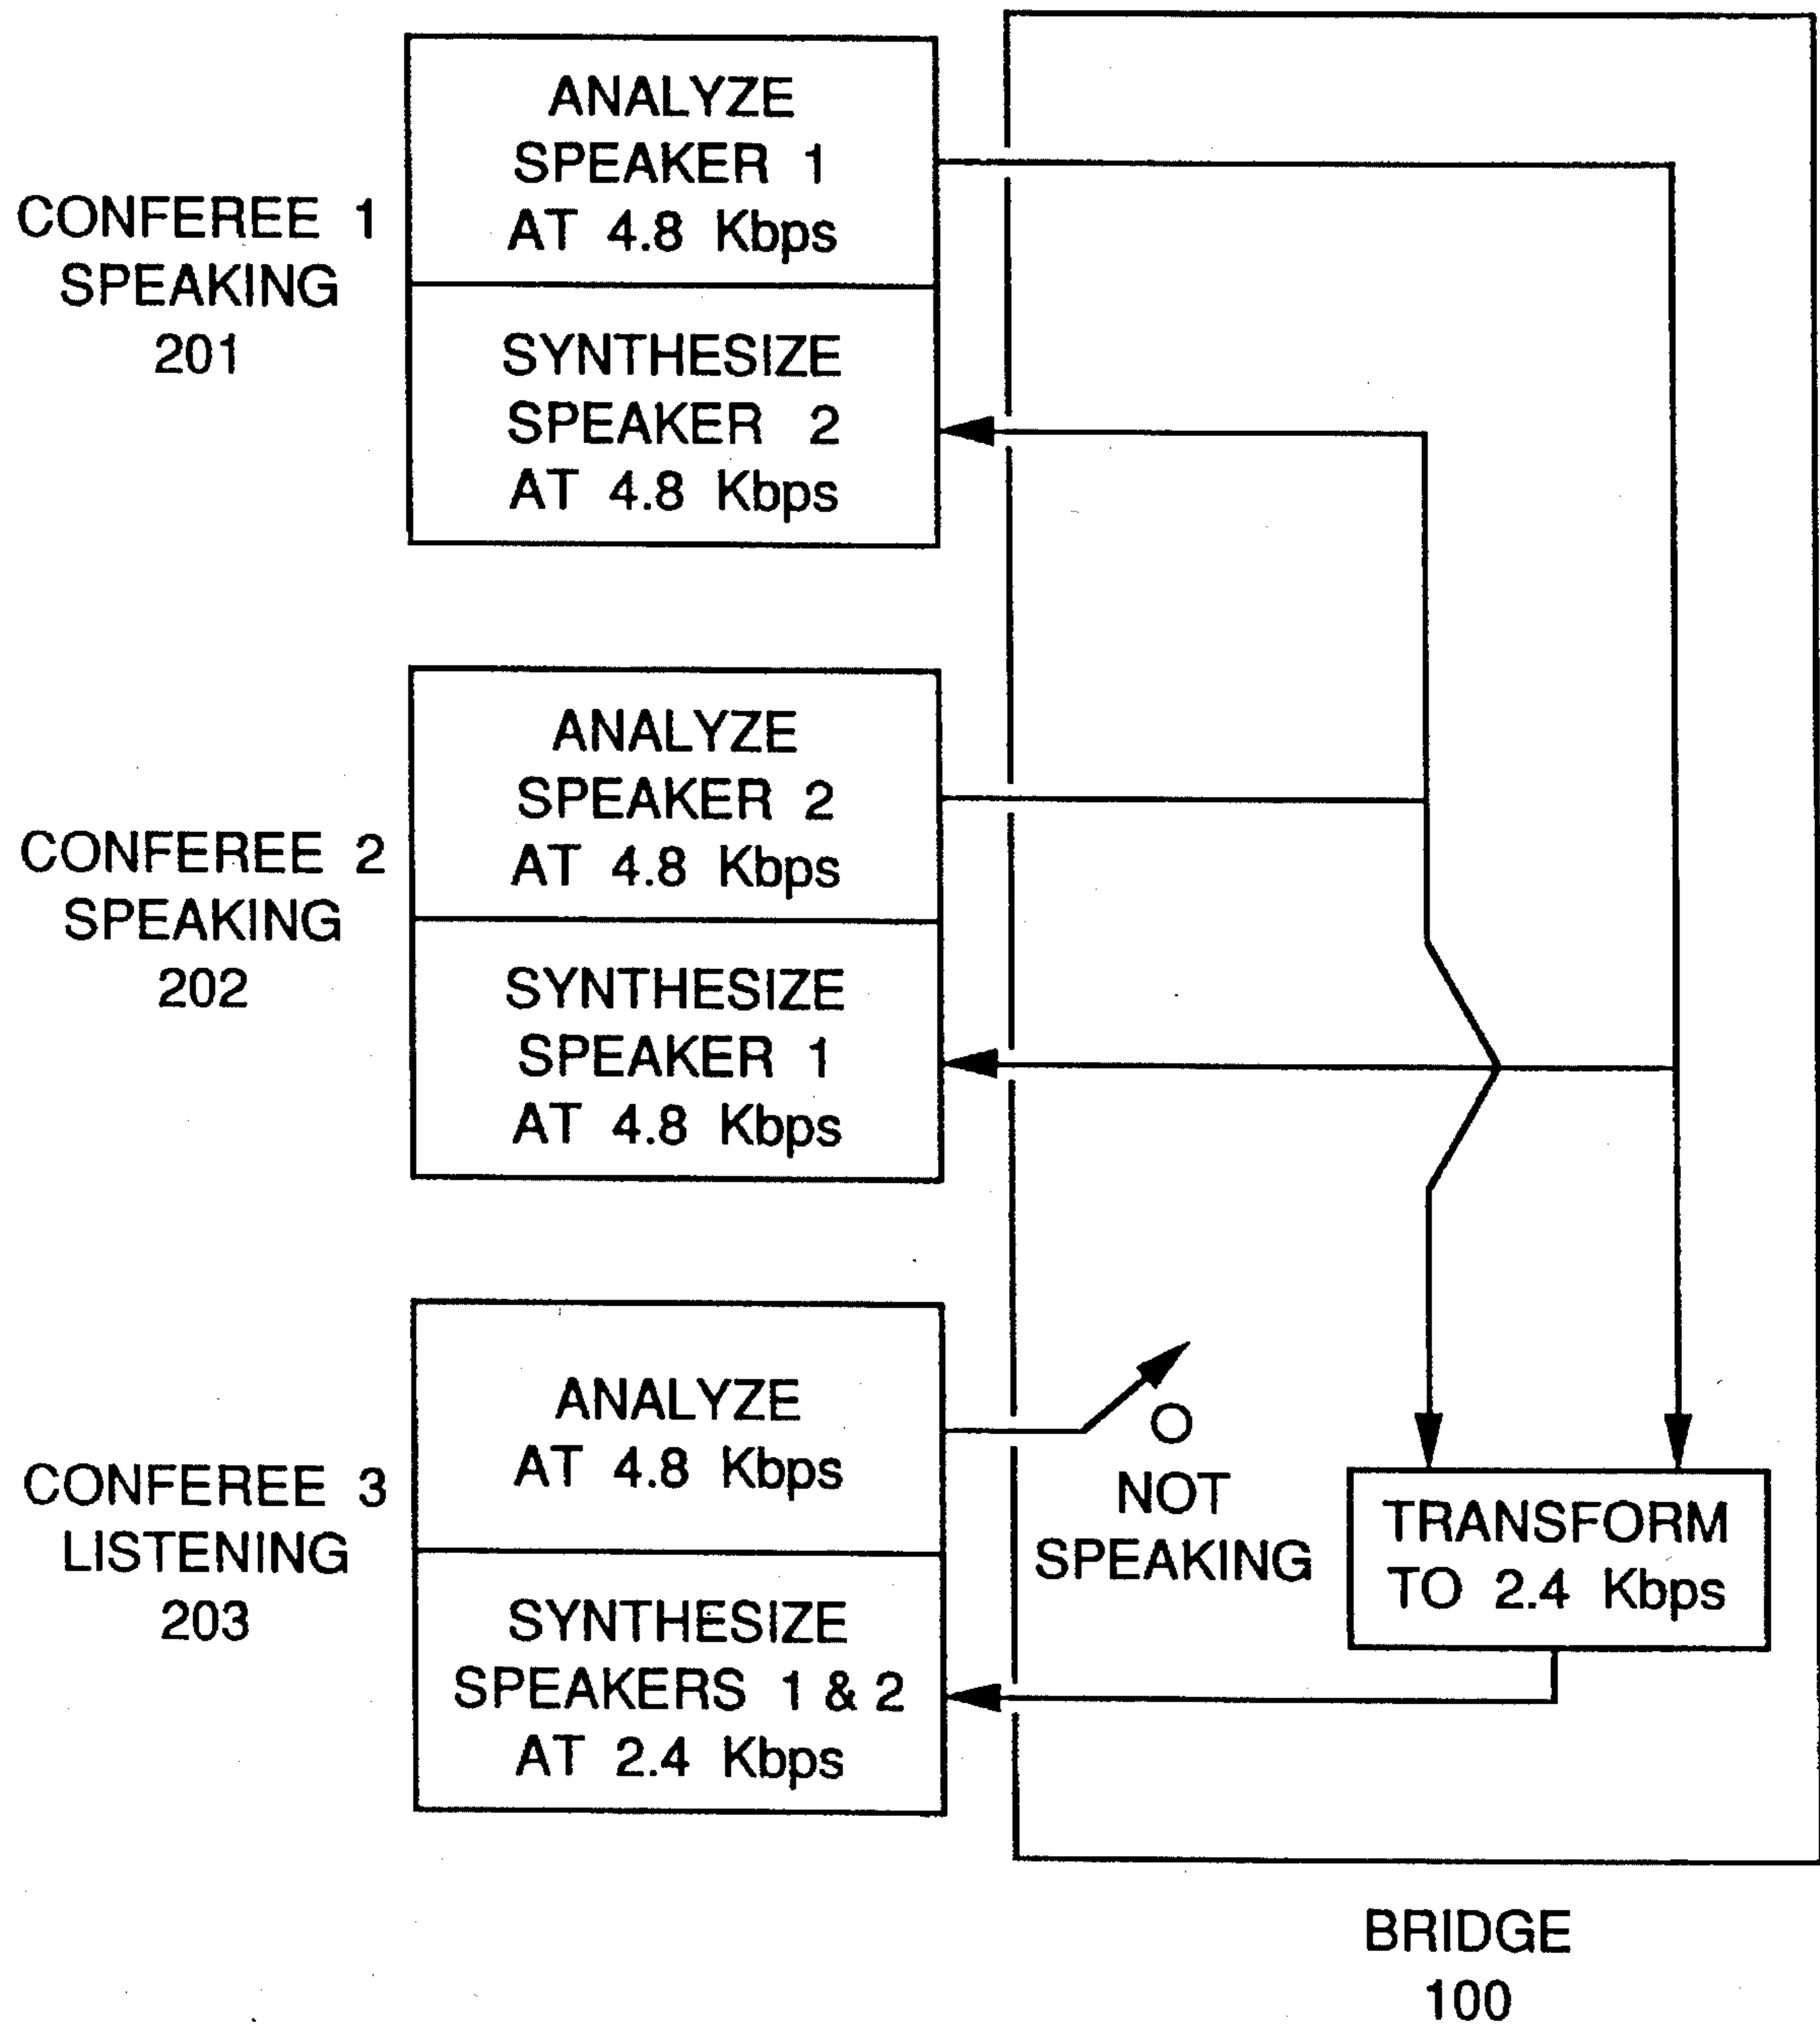 CONFEREE 1
SPEAKING
201
ANALYZE
SPEAKER 1
AT 4.8 Kbps
SYNTHESIZE
SPEAKER 2
AT 4.8 Kbps
CONFEREE 2
SPEAKING
202
ANALYZE
SPEAKER 2
AT 4.8 Kbps
SYNTHESIZE
SPEAKER 1
AT 4.8 Kbps
CONFEREE 3
LISTENING
203
ANALYZE
AT 4.8 Kbps
SYNTHESIZE
SPEAKERS 1 & 2
AT 2.4 Kbps
NOT
SPEAKING
TRANSFORM
TO 2.4 Kbps
BRIDGE
100